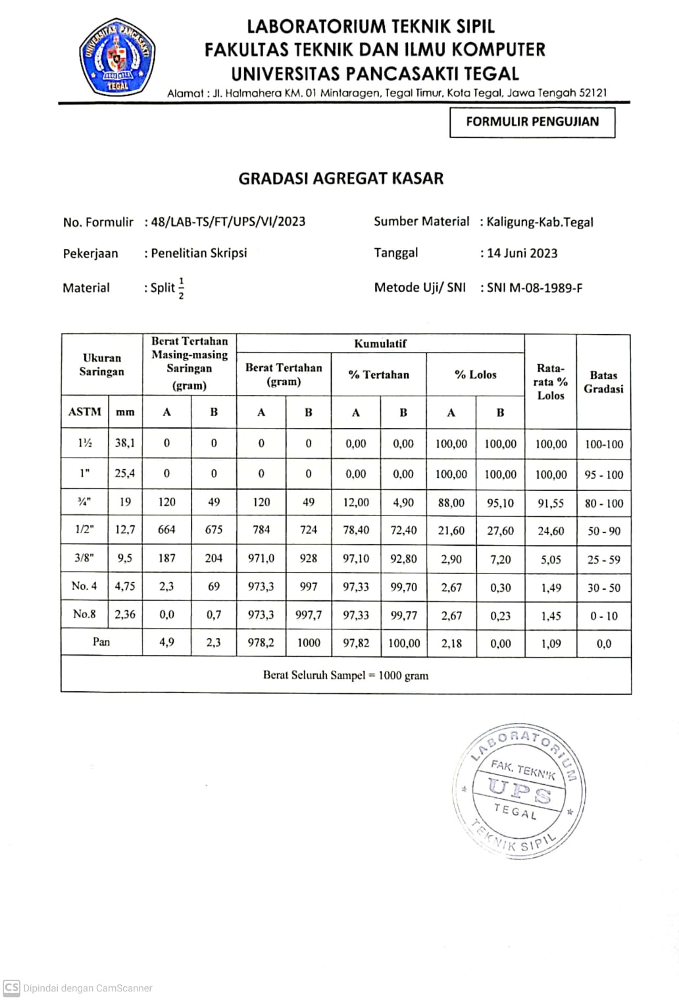 UNIVERSITAS PANCASAKTI
TEGAL
LABORATORIUM TEKNIK SIPIL
FAKULTAS TEKNIK DAN ILMU KOMPUTER
UNIVERSITAS PANCASAKTI TEGAL
Alamat : Jl. Halmahera KM. 01 Mintaragen, Tegal Timur, Kota Tegal, Jawa Tengah 52121
FORMULIR PENGUJIAN
GRADASI AGREGAT KASAR
No. Formulir : 48/LAB-TS/FT/UPS/VI/2023 Sumber Material : Kaligung-Kab.Tegal
Pekerjaan : Penelitian Skripsi Tanggal : 14 Juni 2023
Material : Split 1/2 Metode Uji/ SNI : SNI M-08-1989-F
Ukuran Saringan Berat Tertahan Masing-masing Saringan (gram) Kumulatif Rata-rata % Lolos Batas Gradasi
Berat Tertahan (gram) % Tertahan % Lolos
ASTM mm A B A B A B A B
1½ 38,1 0 0 0 0 0,00 0,00 100,00 100,00 100,00 100-100
1" 25,4 0 0 0 0 0,00 0,00 100,00 100,00 100,00 95 - 100
¾" 19 120 49 120 49 12,00 4,90 88,00 95,10 91,55 80 - 100
1/2" 12,7 664 675 784 724 78,40 72,40 21,60 27,60 24,60 50 - 90
3/8" 9,5 187 204 971,0 928 97,10 92,80 2,90 7,20 5,05 25 - 59
No. 4 4,75 2,3 69 973,3 997 97,33 99,70 2,67 0,30 1,49 30 - 50
No.8 2,36 0,0 0,7 973,3 997,7 97,33 99,77 2,67 0,23 1,45 0 - 10
Pan 4,9 2,3 978,2 1000 97,82 100,00 2,18 0,00 1,09 0,0
Berat Seluruh Sampel = 1000 gram
LABORATORIUM
FAK. TEKNIK
UPS
TEGAL
TEKNIK SIPIL
CS Dipindai dengan CamScanner